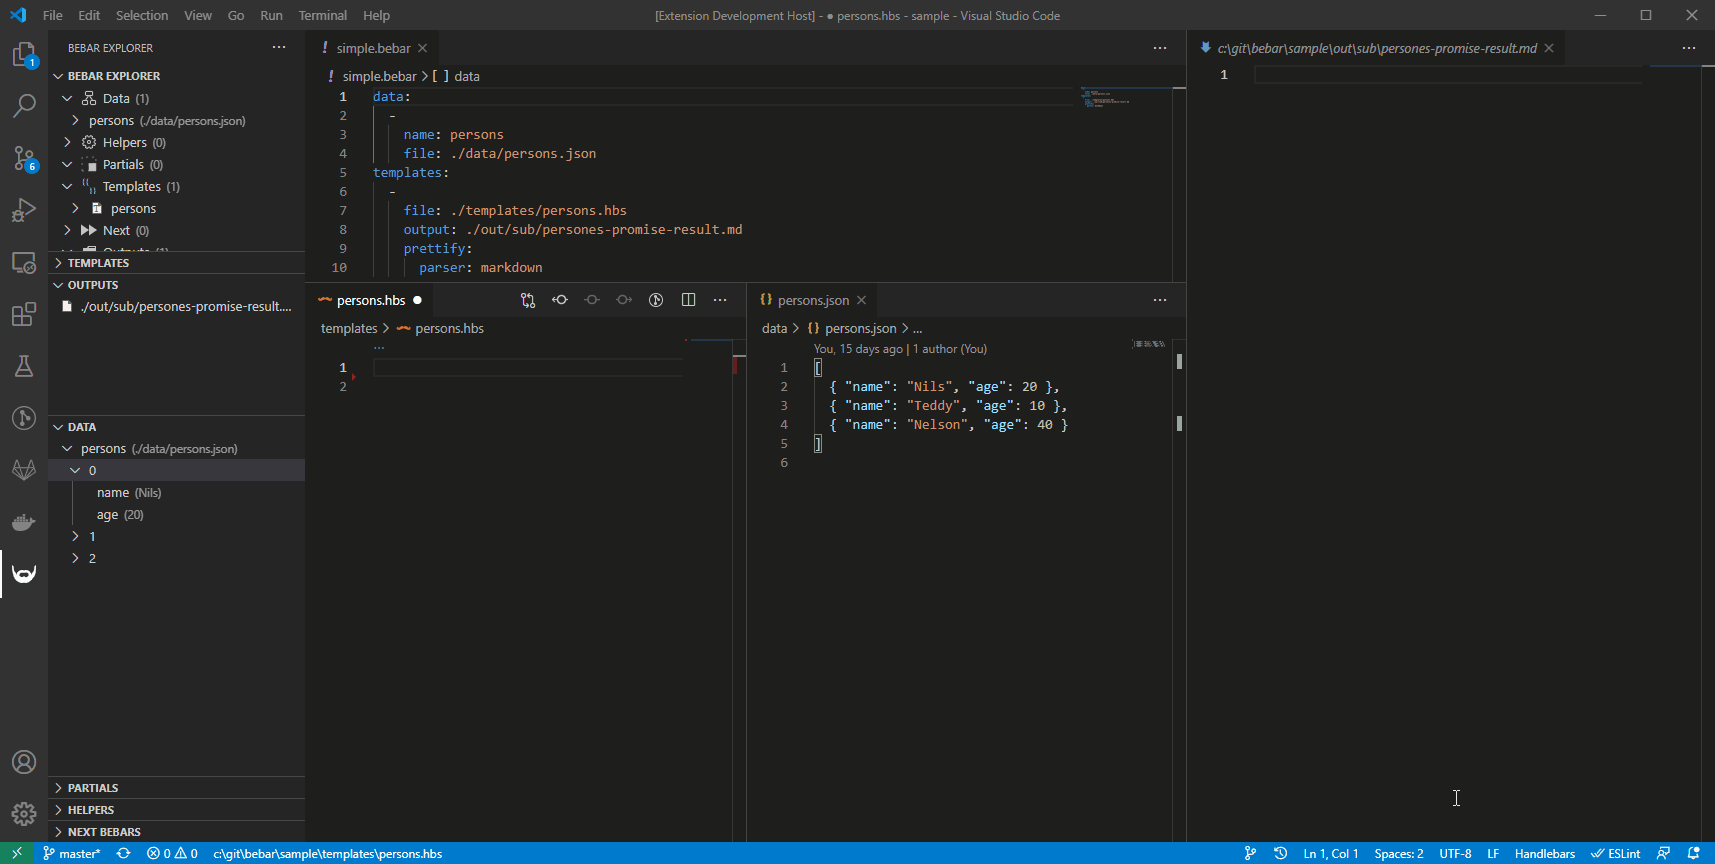 File Edit Selection View Go Run Terminal Help
[Extension Development Host] - ● persons.hbs - sample - Visual Studio Code
1
6
BEBAR EXPLORER ···
BEBAR EXPLORER
Data (1)
persons (./data/persons.json)
Helpers (0)
Partials (0)
Templates (1)
persons
Next (0)
Outputs (1)
TEMPLATES
OUTPUTS
./out/sub/persones-promise-result....
DATA
persons (./data/persons.json)
0
name (Nils)
age (20)
1
2
PARTIALS
HELPERS
NEXT BEBARS
! simple.bebar ···
! simple.bebar > [ ] data
1 data:
2 -
3 name: persons
4 file: ./data/persons.json
5 templates:
6 -
7 file: ./templates/persons.hbs
8 output: ./out/sub/persones-promise-result.md
9 prettify:
10 parser: markdown
persons.hbs ● ···
templates > persons.hbs
...
1
2
{} persons.json ···
data > {} persons.json > ...
You, 15 days ago | 1 author (You)
1 [
2 { "name": "Nils", "age": 20 },
3 { "name": "Teddy", "age": 10 },
4 { "name": "Nelson", "age": 40 }
5 ]
6
c:\git\bebar\sample\out\sub\persones-promise-result.md ···
1
master* 0 0 c:\git\bebar\sample\templates\persons.hbs Ln 1, Col 1 Spaces: 2 UTF-8 LF Handlebars ESLint